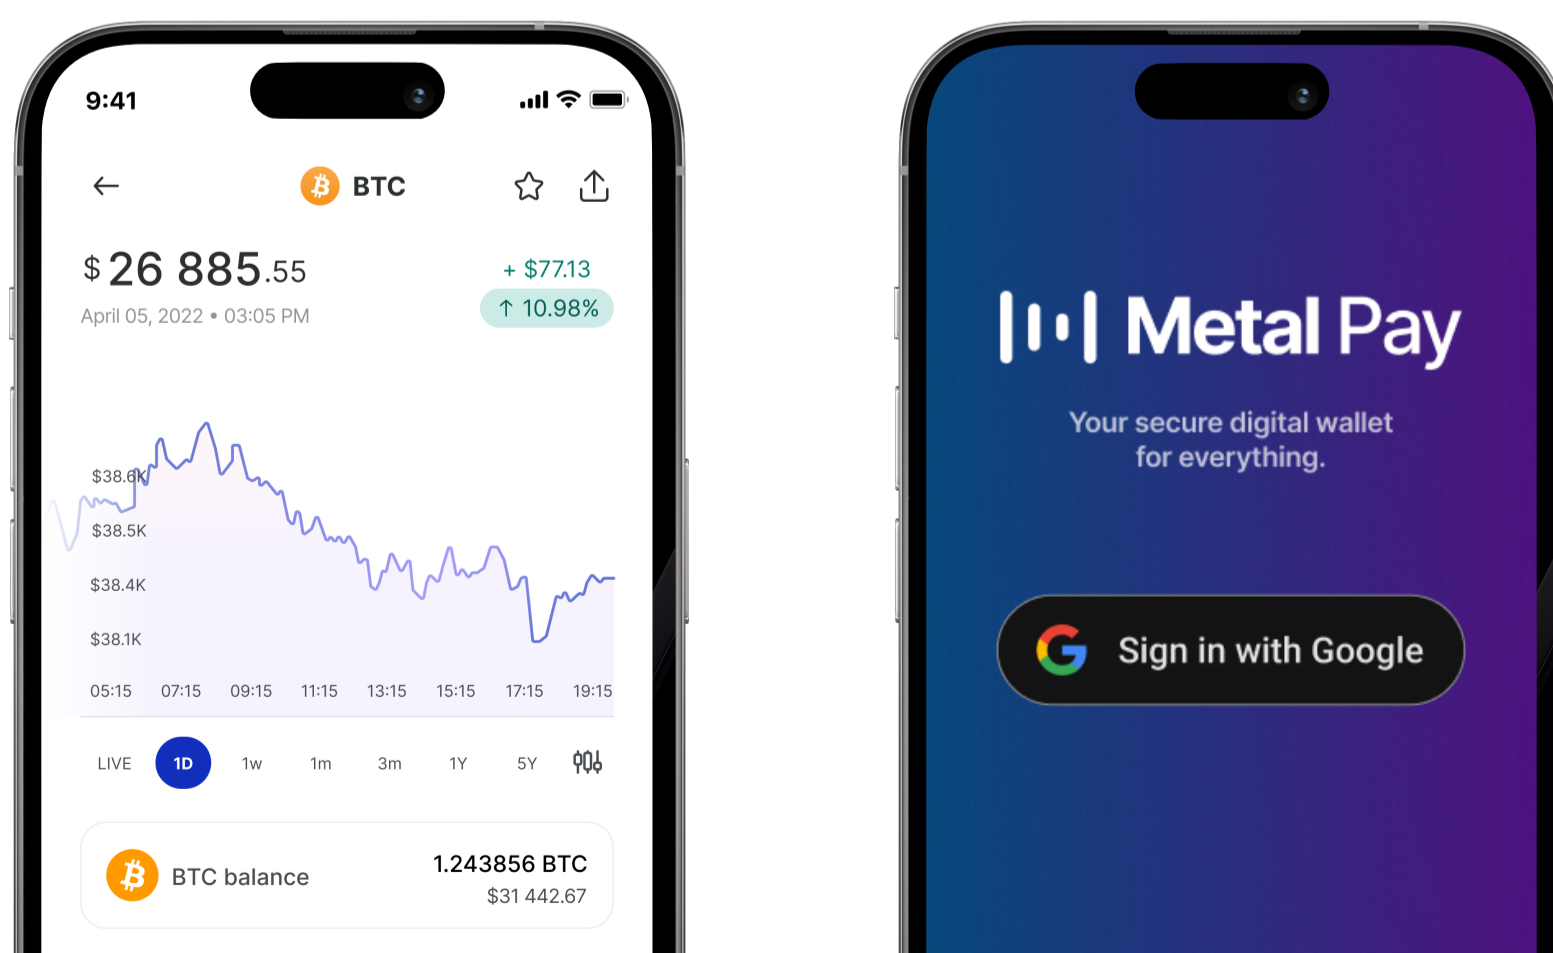 9:41
BTC
$ 26 885.55
+ $77.13
April 05, 2022 • 03:05 PM
↑ 10.98%
$38.6K
$38.5K
$38.4K
$38.1K
05:15 07:15 09:15 11:15 13:15 15:15 17:15 19:15
LIVE 1D 1w 1m 3m 1Y 5Y
BTC balance
1.243856 BTC
$31 442.67
Metal Pay
Your secure digital wallet
for everything.
Sign in with Google